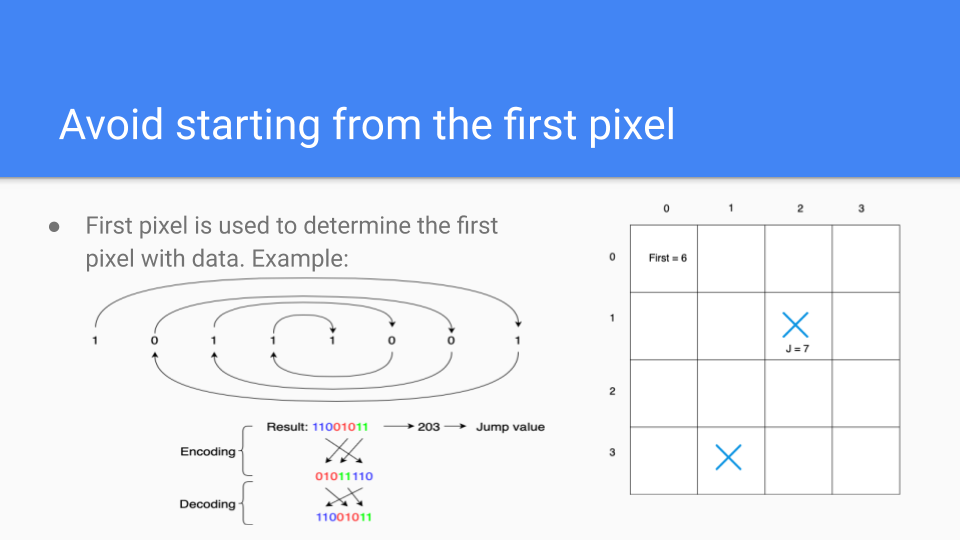 Avoid starting from the first pixel
● First pixel is used to determine the first
pixel with data. Example:
1 0 1 1 1 0 0 1
Result: 11001011 203 Jump value
Encoding
01011110
Decoding
11001011
0 1 2 3
0 First = 6
1
J = 7
2
3